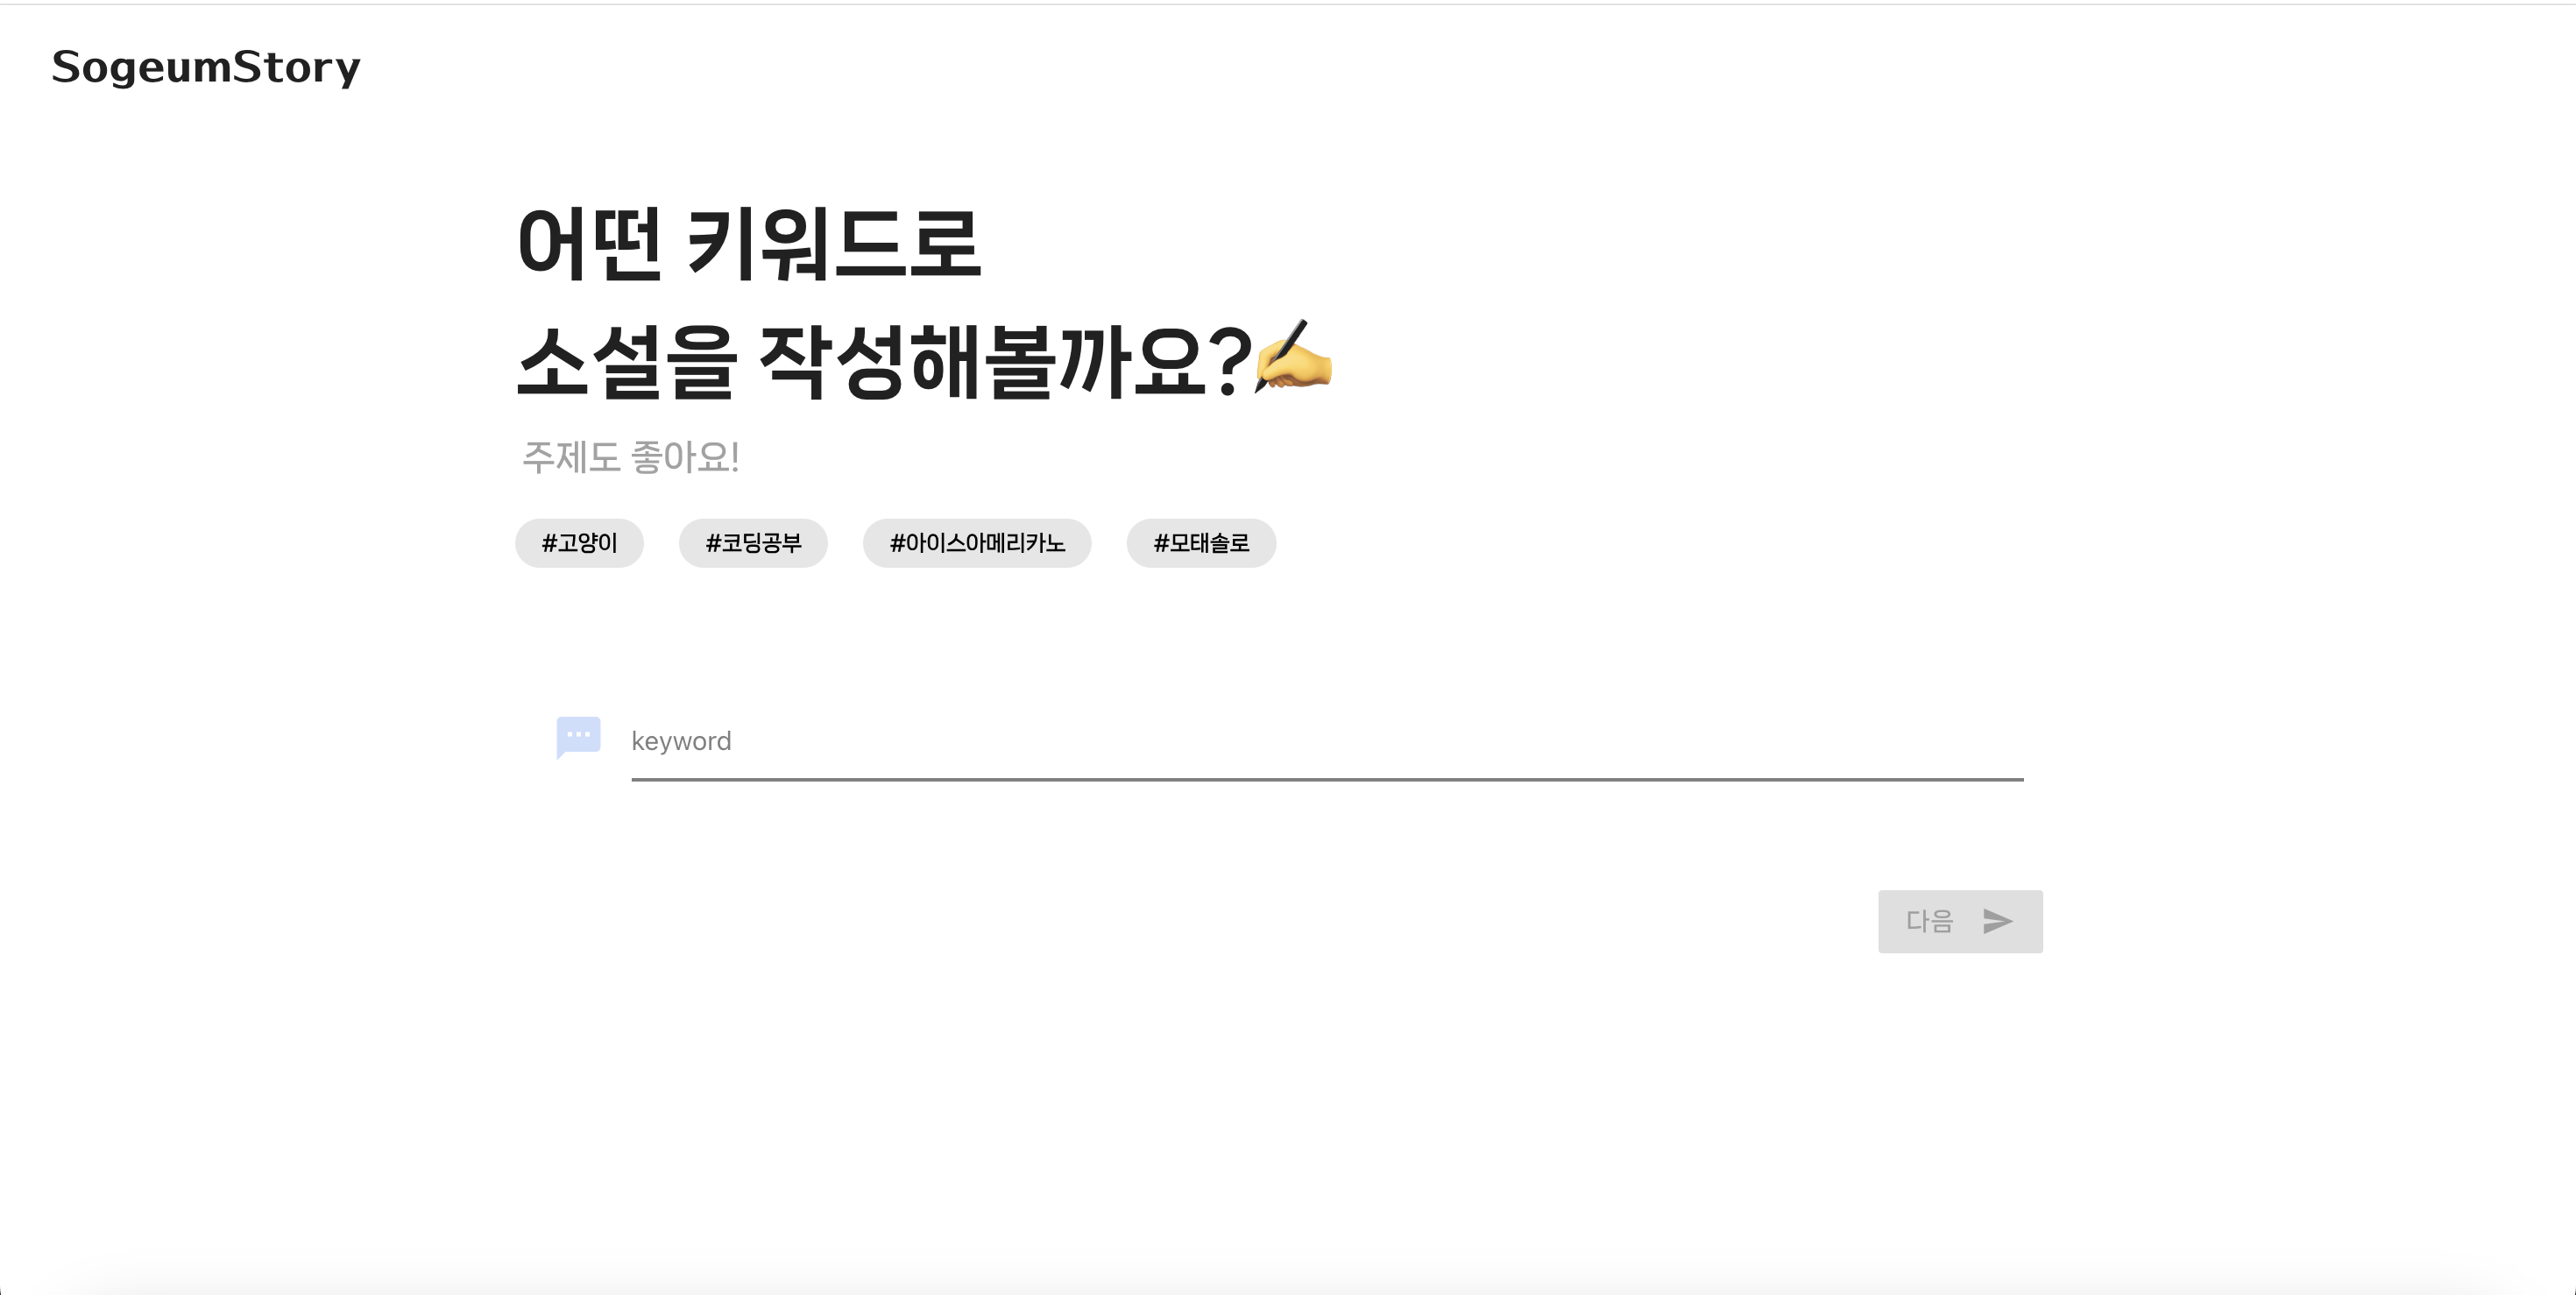 SogeumStory
어떤 키워드로
소설을 작성해볼까요?✍️
주제도 좋아요!
#고양이 #코딩공부 #아이스아메리카노 #모태솔로
keyword
다음